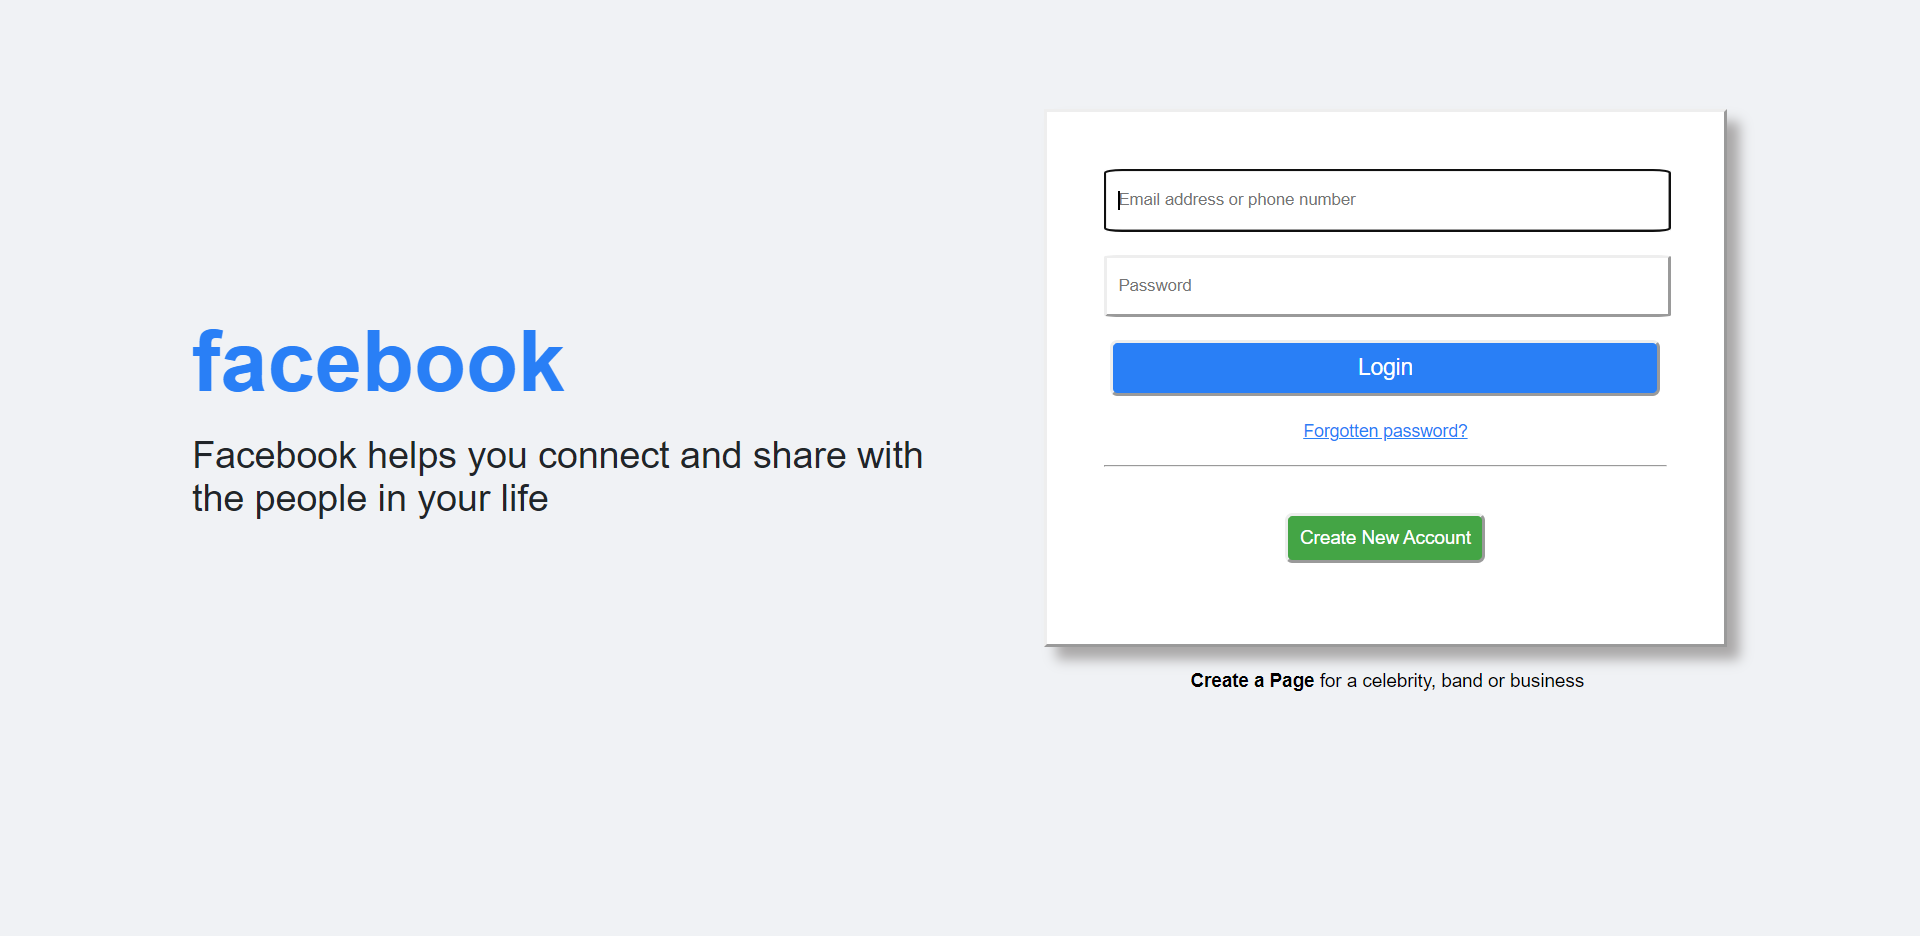 facebook
Facebook helps you connect and share with
the people in your life
Email address or phone number
Password
Login
Forgotten password?
Create New Account
Create a Page for a celebrity, band or business